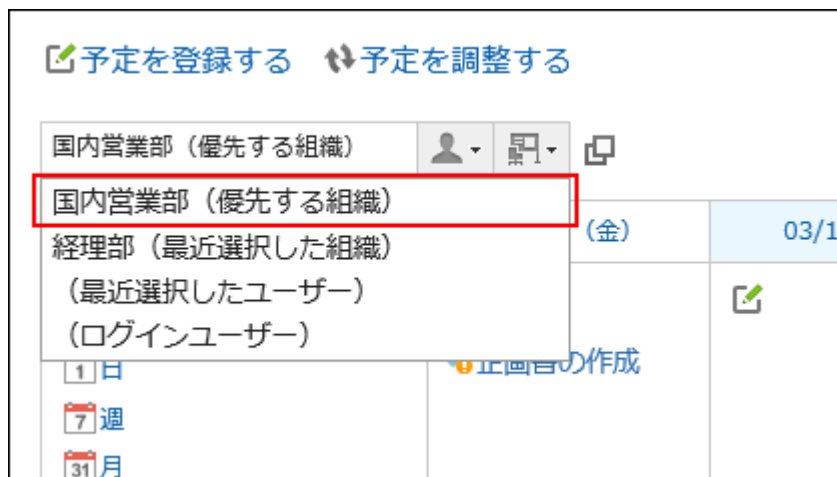 予定を登録する 予定を調整する
国内営業部（優先する組織）
国内営業部（優先する組織）
経理部（最近選択した組織）
（最近選択したユーザー）
（ログインユーザー）
（金） 03/1
1 日 の作成
7 週
31 月